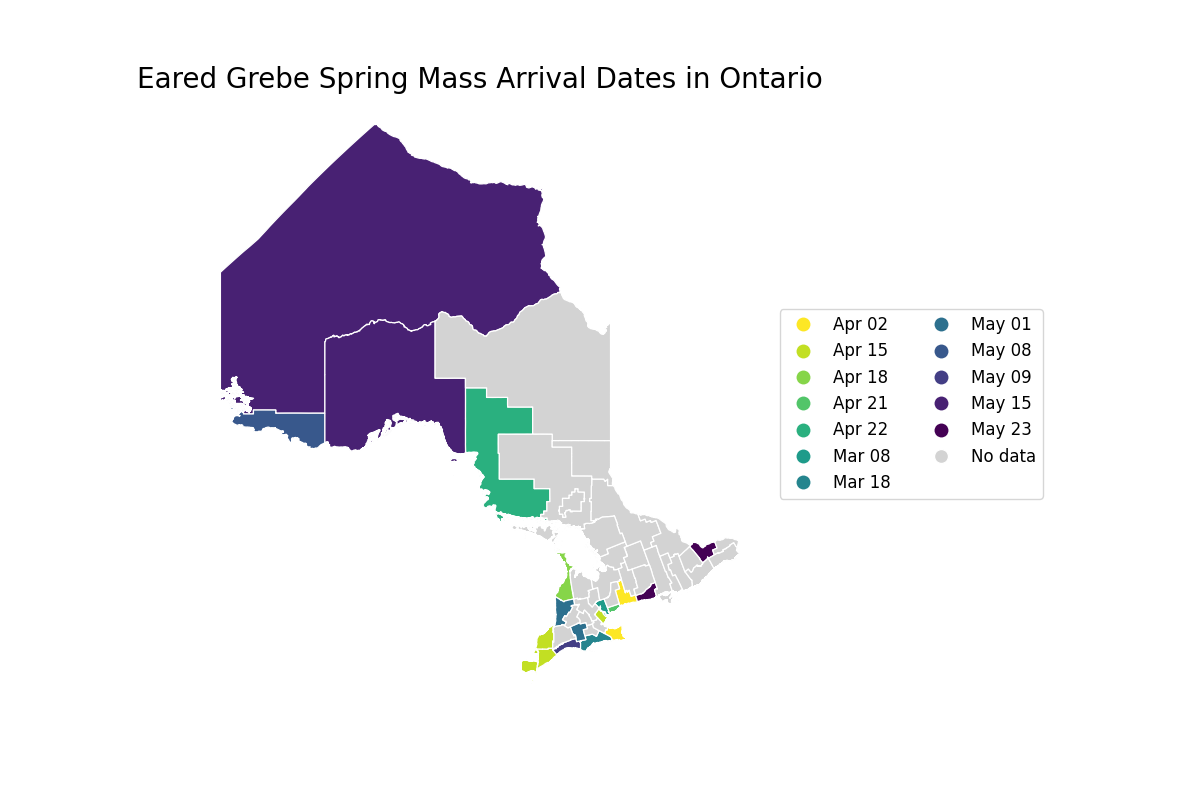 Eared Grebe Spring Mass Arrival Dates in Ontario
Apr 02
Apr 15
Apr 18
Apr 21
Apr 22
Mar 08
Mar 18
May 01
May 08
May 09
May 15
May 23
No data